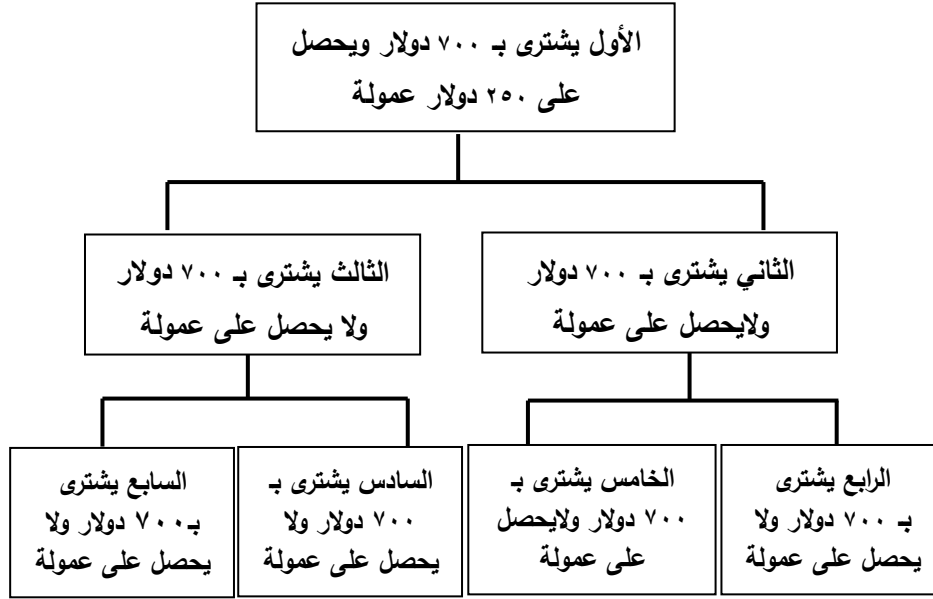 الأول يشترى بـ ٧٠٠ دولار ويحصل
على ٢٥٠ دولار عمولة
الثاني يشترى بـ ٧٠٠ دولار
ولايحصل على عمولة
الثالث يشترى بـ ٧٠٠ دولار
ولا يحصل على عمولة
الرابع يشترى
بـ ٧٠٠ دولار ولا
يحصل على عمولة
الخامس يشترى بـ
٧٠٠ دولار ولايحصل
على عمولة
السادس يشترى بـ
٧٠٠ دولار ولا
يحصل على عمولة
السابع يشترى
بـ ٧٠٠ دولار ولا
يحصل على عمولة